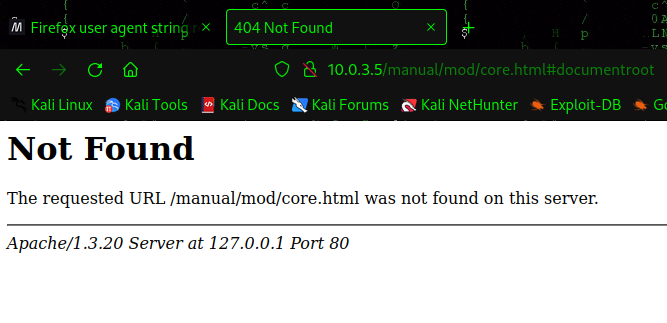 Firefox user agent string
404 Not Found
10.0.3.5/manual/mod/core.html#documentroot
Kali Linux Kali Tools Kali Docs Kali Forums Kali NetHunter Exploit-DB
Not Found
The requested URL /manual/mod/core.html was not found on this server.
Apache/1.3.20 Server at 127.0.0.1 Port 80